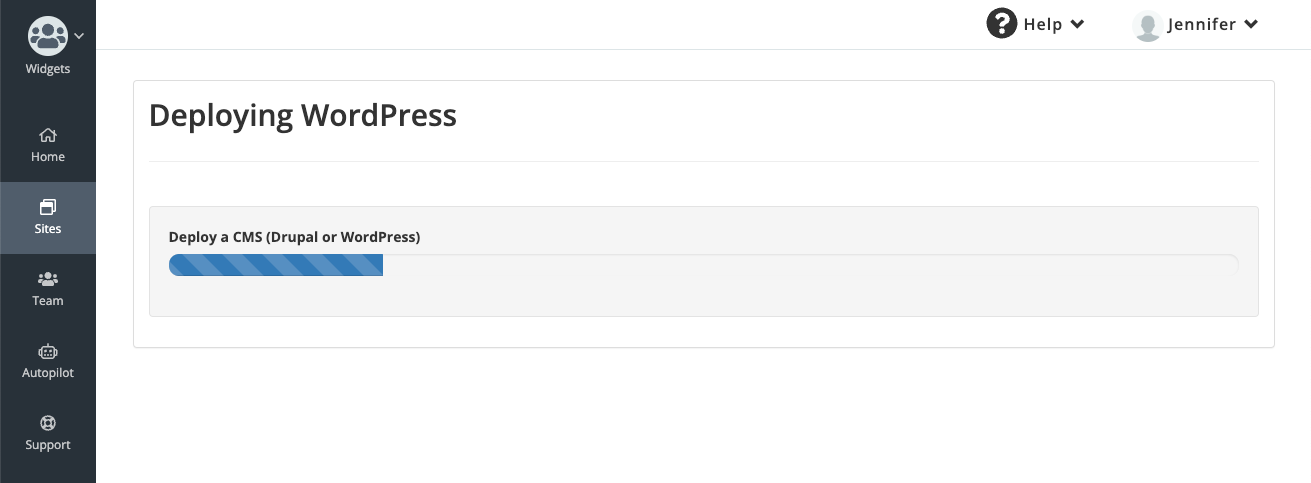 Widgets
Help
Jennifer
Home
Sites
Team
Autopilot
Support
Deploying WordPress
Deploy a CMS (Drupal or WordPress)